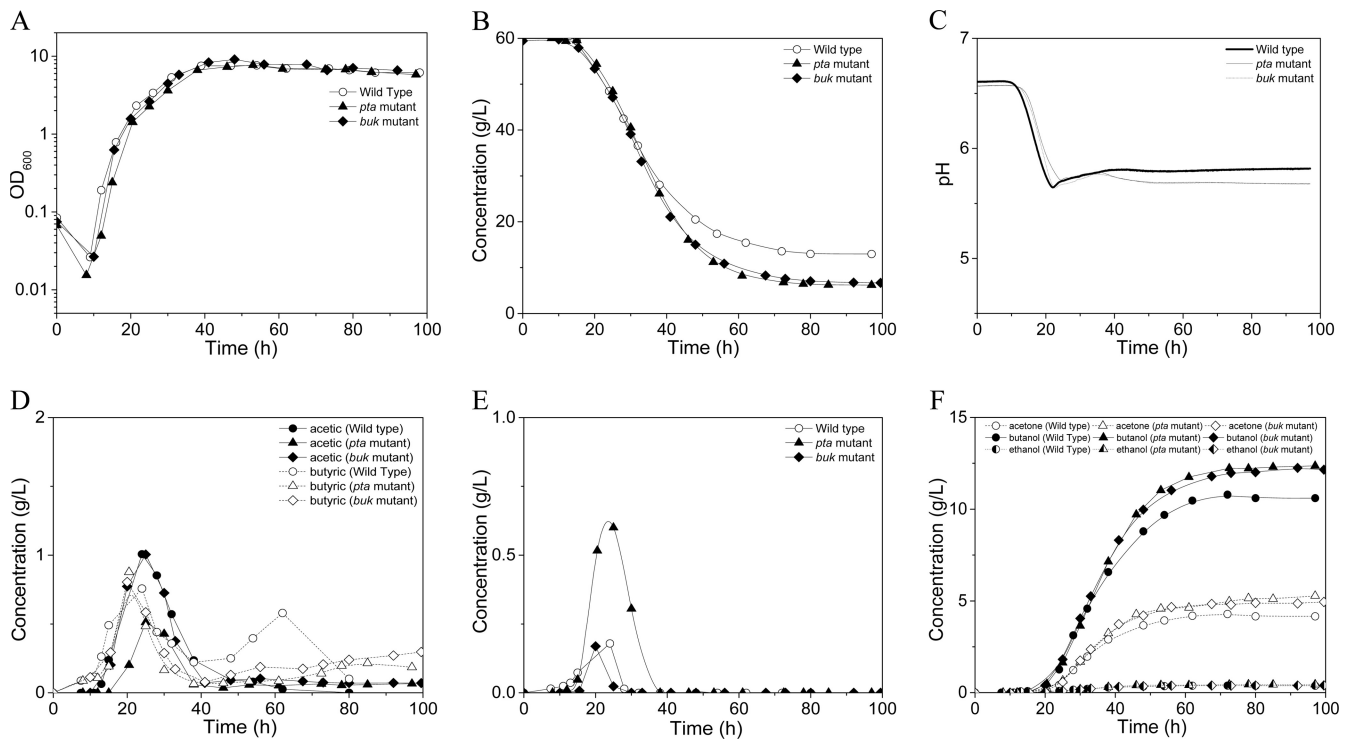 A
OD600
10
1
0.1
0.01
0
20
40
60
80
100
Time (h)
Wild Type
pta mutant
buk mutant
B
Concentration (g/L)
60
40
20
0
0
20
40
60
80
100
Time (h)
Wild type
pta mutant
buk mutant
C
pH
7
6
5
0
20
40
60
80
100
Time (h)
Wild type
pta mutant
buk mutant
D
Concentration (g/L)
2
1
0
0
20
40
60
80
100
Time (h)
acetic (Wild type)
acetic (pta mutant)
acetic (buk mutant)
butyric (Wild Type)
butyric (pta mutant)
butyric (buk mutant)
E
Concentration (g/L)
1.0
0.5
0.0
0
20
40
60
80
100
Time (h)
Wild type
pta mutant
buk mutant
F
Concentration (g/L)
15
10
5
0
0
20
40
60
80
100
Time (h)
acetone (Wild Type) acetone (pta mutant) acetone (buk mutant)
butanol (Wild Type) butanol (pta mutant) butanol (buk mutant)
ethanol (Wild Type) ethanol (pta mutant) ethanol (buk mutant)